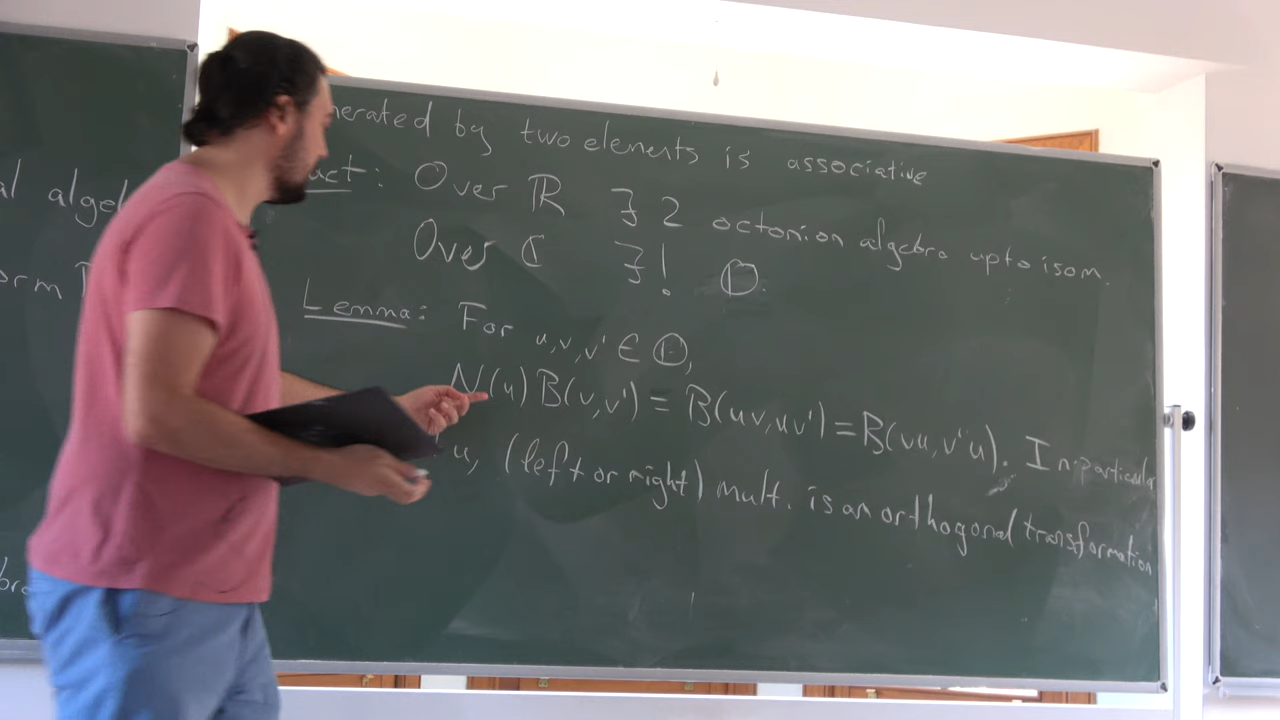 al alge
orm
bra
nerated by two elements is associative
act: Over ℝ ∃ 2 octonion algebra upto isom.
Over ℂ ∃! 𝕆.
Lemma: For u,v,v' ∈ 𝕆,
N(u)B(v,v') = B(uv,uv') = B(vu,v'u). In particular
u, (left or right) mult. is an orthogonal transformation